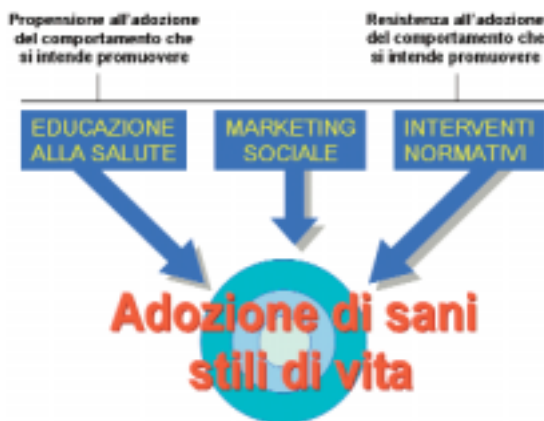 Propensione all'adozione
del comportamento che
si intende promuovere
Resistenza all'adozione
del comportamento che
si intende promuovere
EDUCAZIONE
ALLA SALUTE
MARKETING
SOCIALE
INTERVENTI
NORMATIVI
Adozione di sani
stili di vita